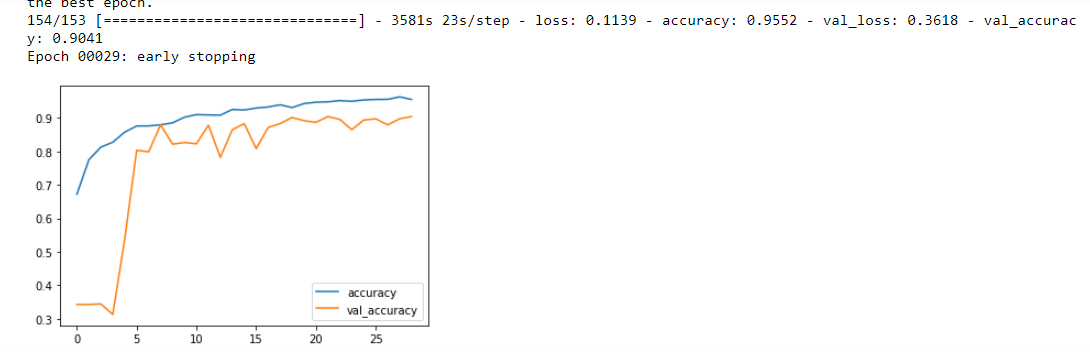 the best epoch.
154/153 [==============================] - 3581s 23s/step - loss: 0.1139 - accuracy: 0.9552 - val_loss: 0.3618 - val_accurac
y: 0.9041
Epoch 00029: early stopping
0.9
0.8
0.7
0.6
0.5
0.4
0.3
accuracy
val_accuracy
0 5 10 15 20 25